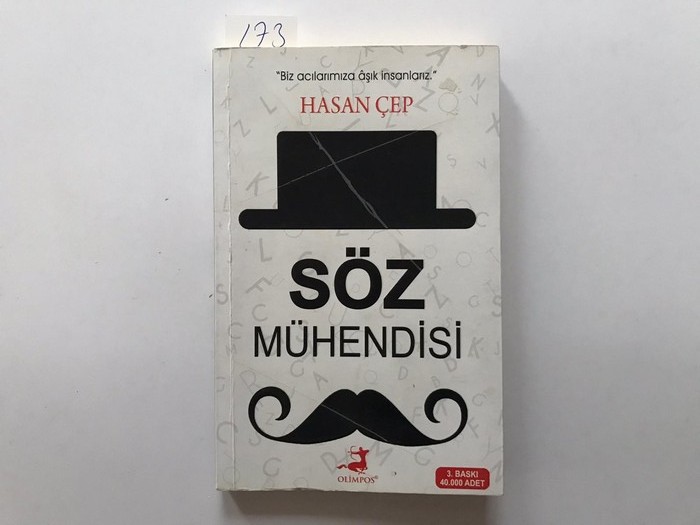 173
"Biz acılarımıza âşık insanlarız."
HASAN ÇEP
SÖZ
MÜHENDİSİ
OLİMPOS
3. BASKI
40.000 ADET